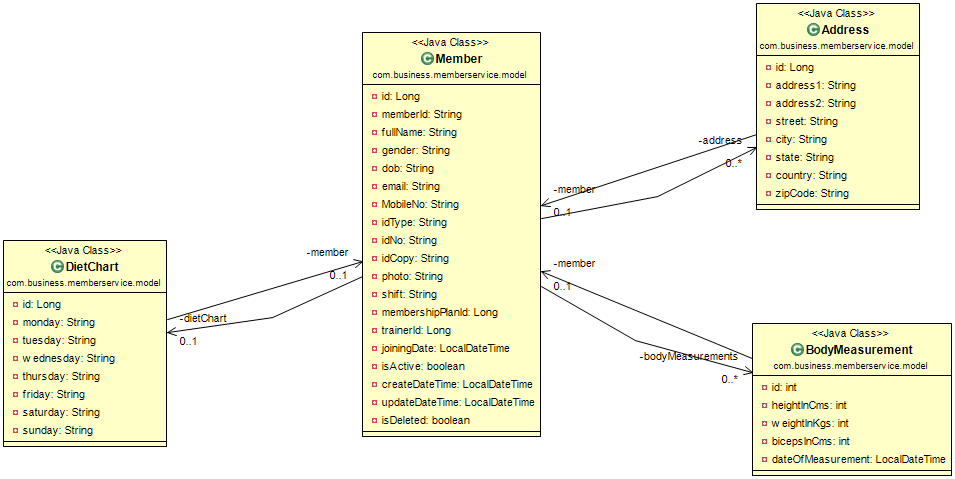 <<Java Class>>
Member
com.business.memberservice.model
id: Long
memberId: String
fullName: String
gender: String
dob: String
email: String
MobileNo: String
idType: String
idNo: String
idCopy: String
photo: String
shift: String
membershipPlanId: Long
trainerId: Long
joiningDate: LocalDateTime
isActive: boolean
createDateTime: LocalDateTime
updateDateTime: LocalDateTime
isDeleted: boolean
<<Java Class>>
Address
com.business.memberservice.model
id: Long
address1: String
address2: String
street: String
city: String
state: String
country: String
zipCode: String
-address
0..*
-member
0..1
<<Java Class>>
DietChart
com.business.memberservice.model
id: Long
monday: String
tuesday: String
wednesday: String
thursday: String
friday: String
saturday: String
sunday: String
-member
0..1
-dietChart
0..1
-member
0..1
-bodyMeasurements
0..*
<<Java Class>>
BodyMeasurement
com.business.memberservice.model
id: int
heightInCms: int
weightInKgs: int
bicepsInCms: int
dateOfMeasurement: LocalDateTime